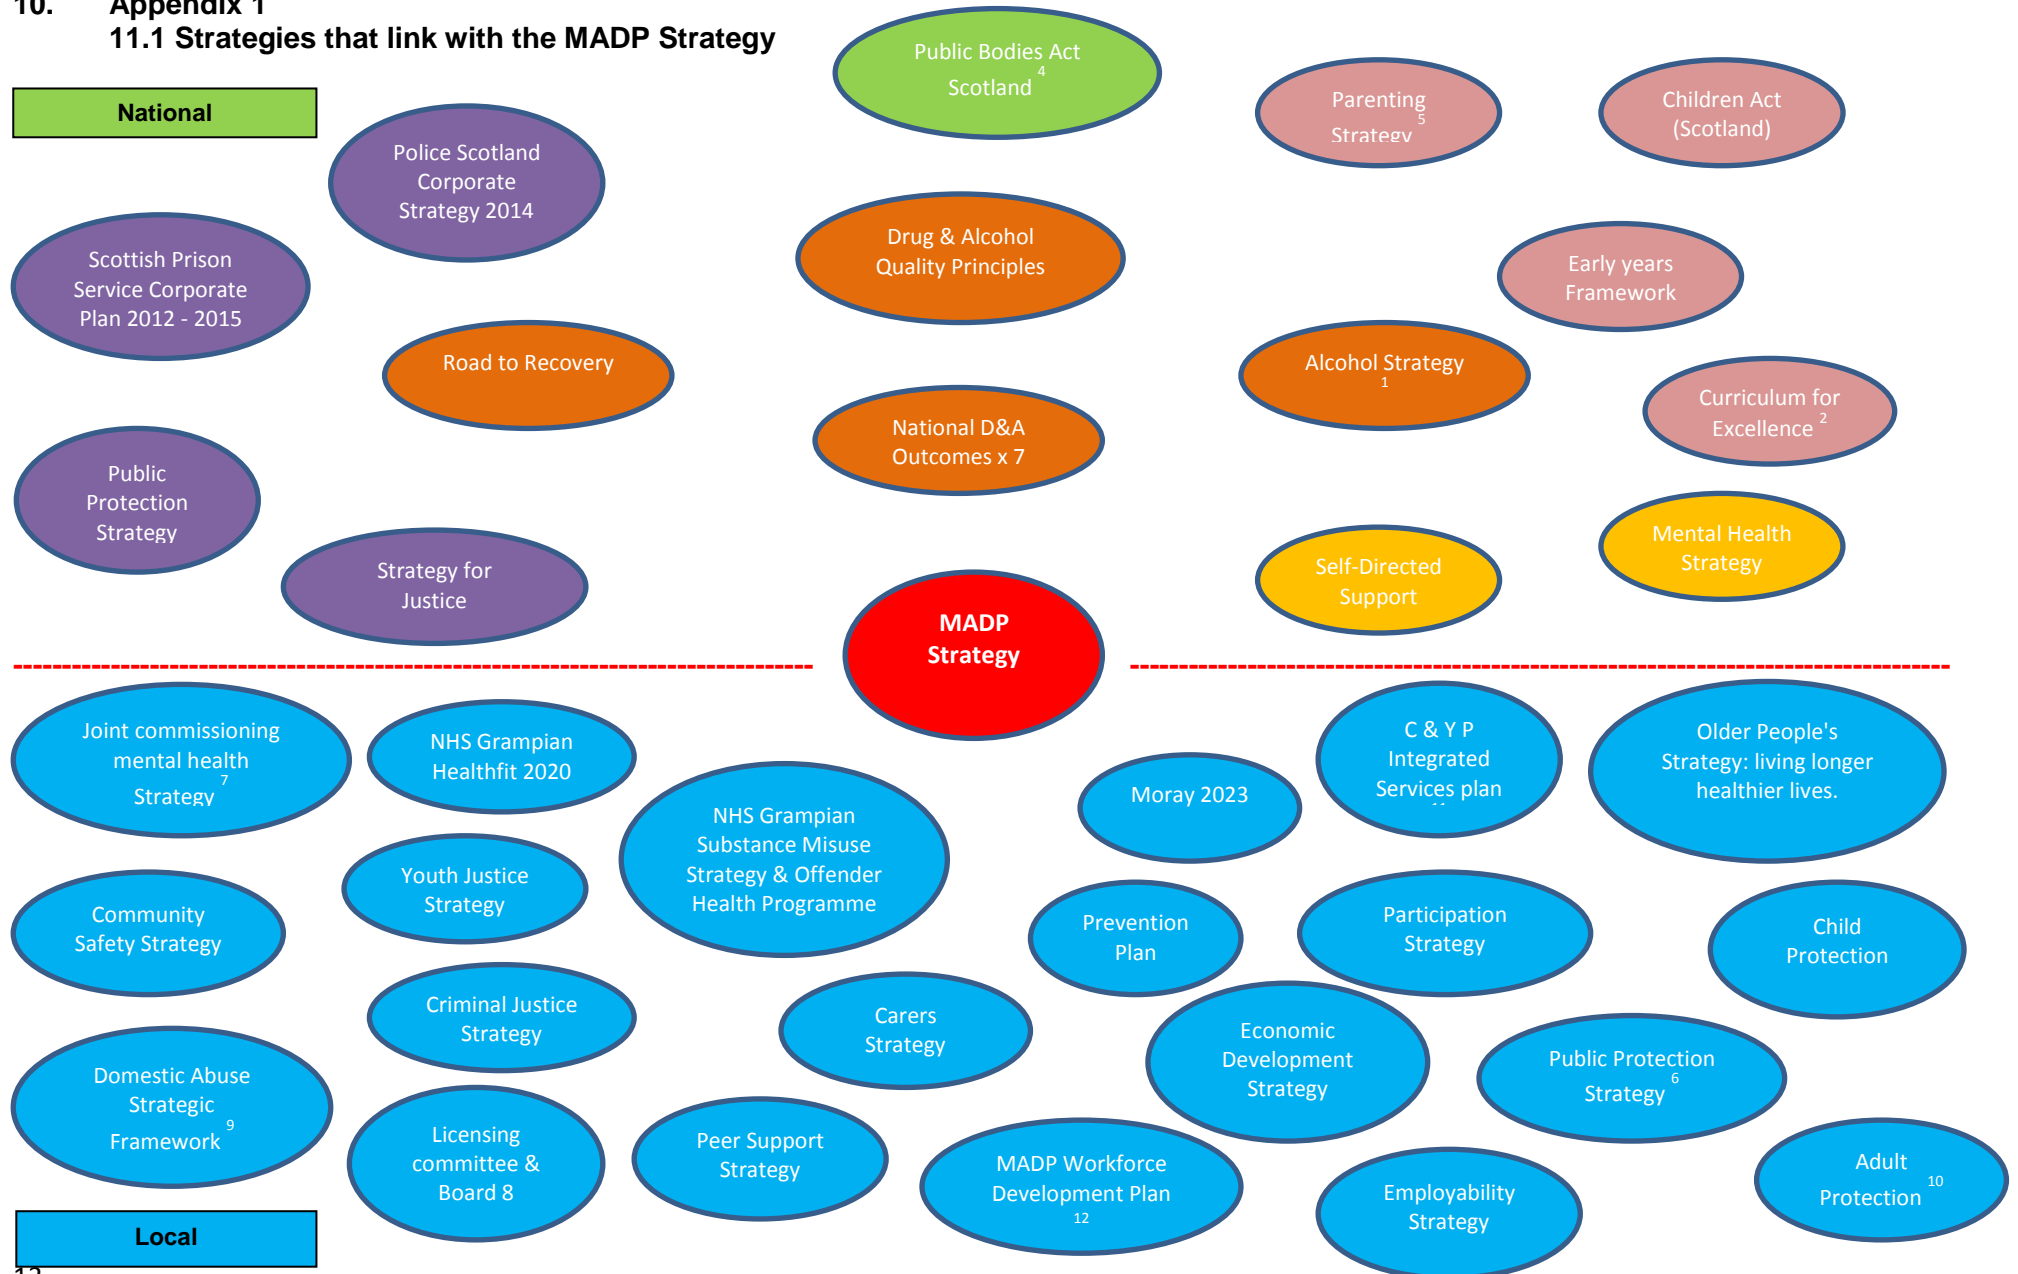 10. Appendix 1
11.1 Strategies that link with the MADP Strategy
National
Public Bodies Act
Scotland 4
Parenting
Strategy 5
Children Act
(Scotland)
Police Scotland
Corporate
Strategy 2014
Scottish Prison
Service Corporate
Plan 2012 - 2015
Drug & Alcohol
Quality Principles
Early years
Framework
Road to Recovery
Alcohol Strategy
1
National D&A
Outcomes x 7
Curriculum for
Excellence 2
Public
Protection
Strategy
Strategy for
Justice
Self-Directed
Support
Mental Health
Strategy
MADP
Strategy
Joint commissioning
mental health
Strategy 7
NHS Grampian
Healthfit 2020
NHS Grampian
Substance Misuse
Strategy & Offender
Health Programme
Moray 2023
C & Y P
Integrated
Services plan
11
Older People's
Strategy: living longer
healthier lives.
Community
Safety Strategy
Youth Justice
Strategy
Prevention
Plan
Participation
Strategy
Child
Protection
Criminal Justice
Strategy
Carers
Strategy
Economic
Development
Strategy
Public Protection
Strategy 6
Domestic Abuse
Strategic
Framework 9
Licensing
committee &
Board 8
Peer Support
Strategy
MADP Workforce
Development Plan
12
Employability
Strategy
Adult
Protection 10
Local